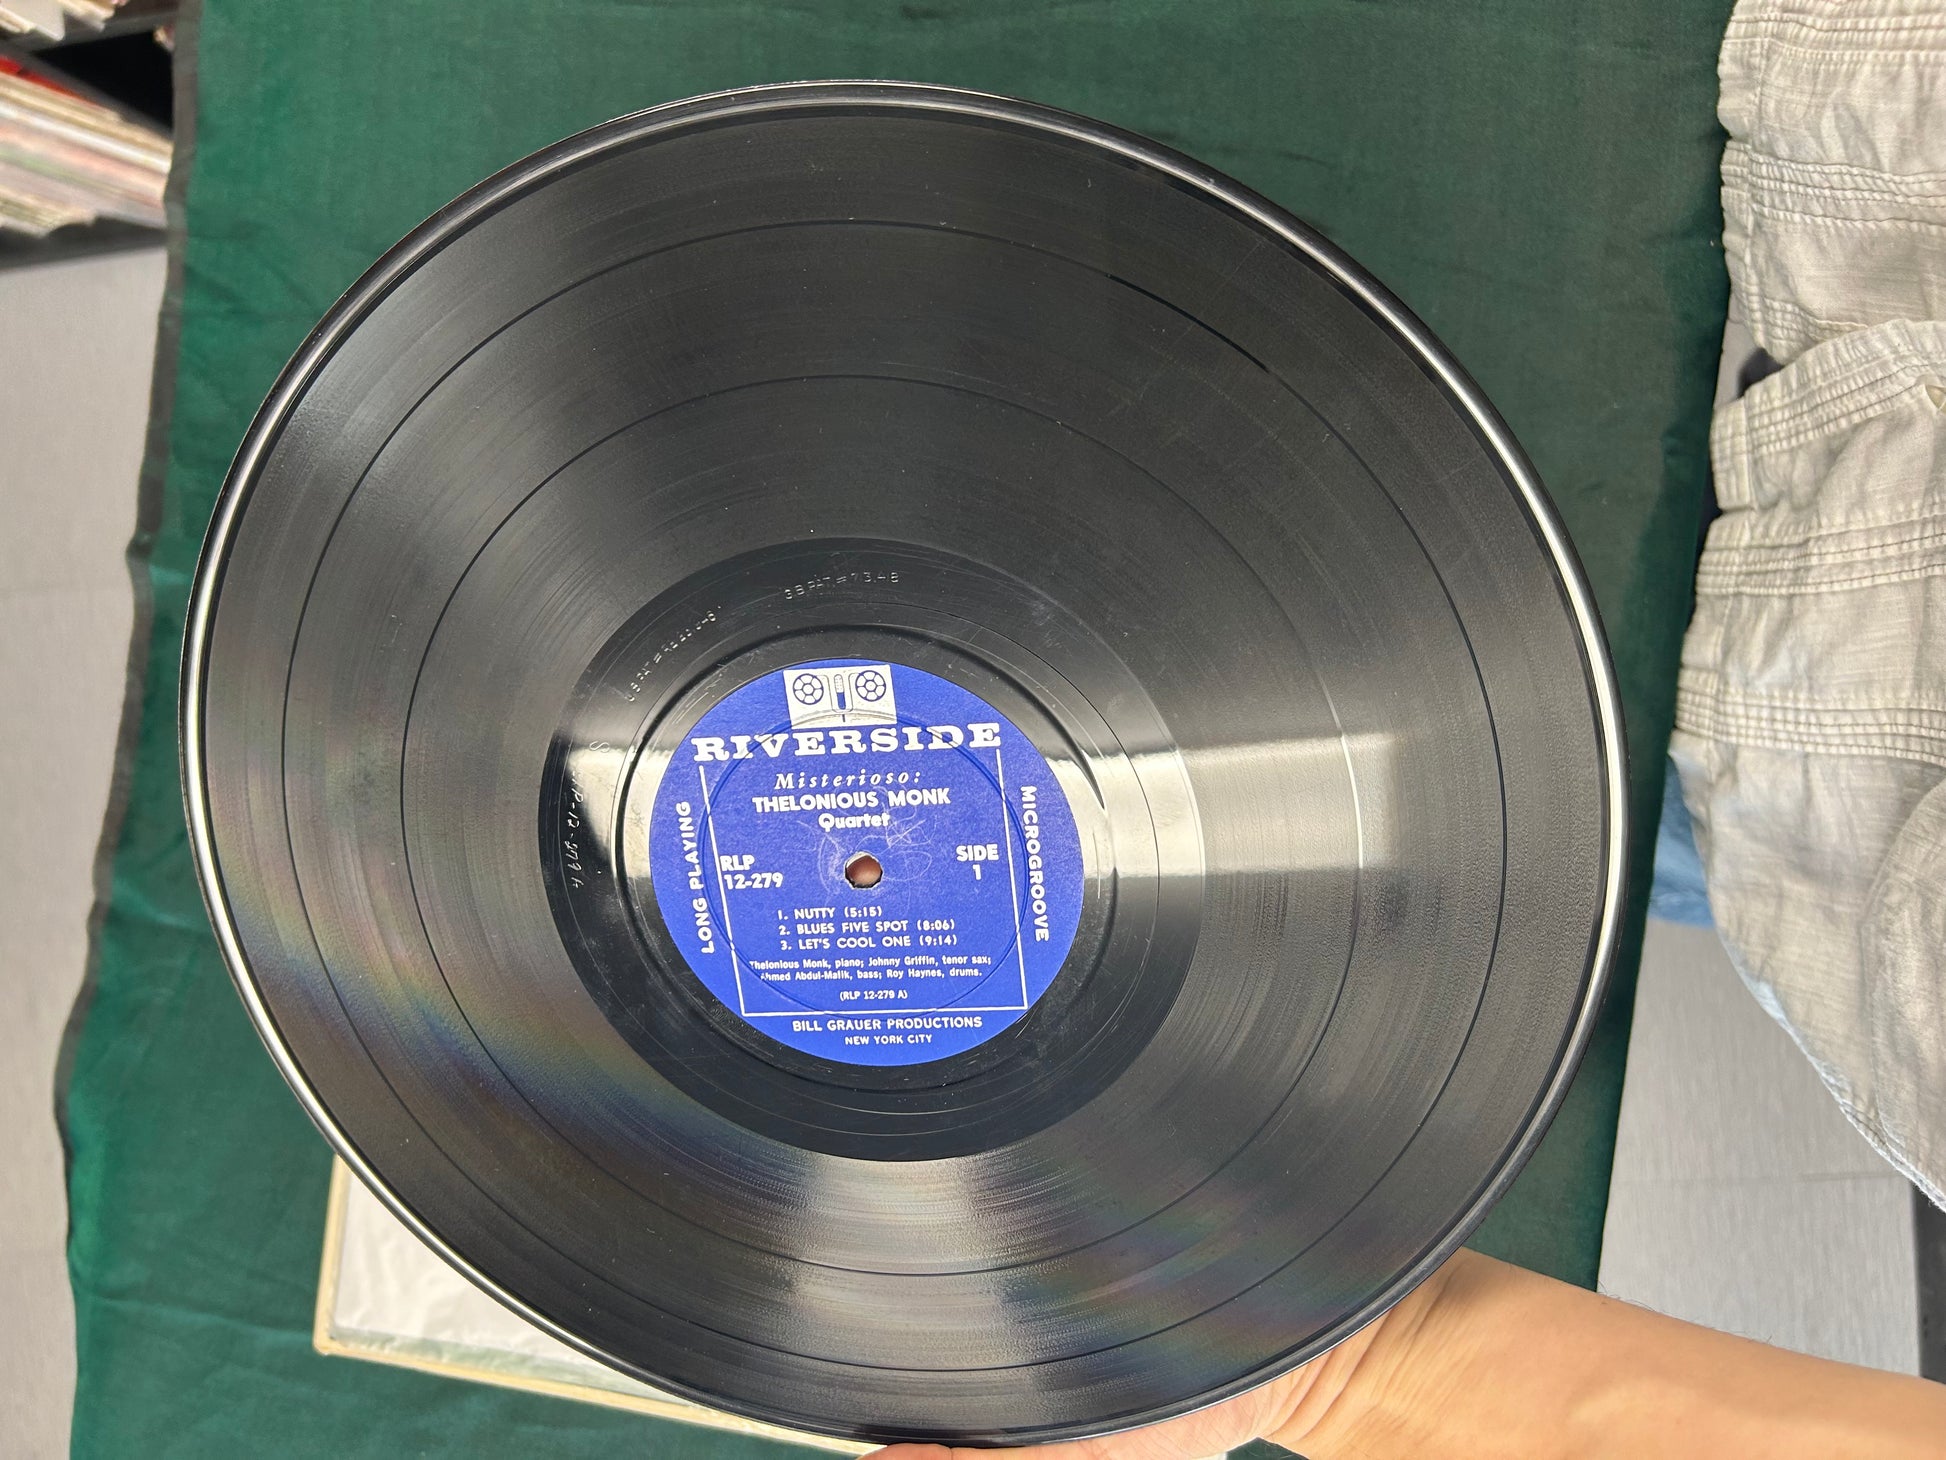 RIVERSIDE
Misterioso:
THELONIOUS MONK
Quartet
LONG PLAYING
MICROGROOVE
RLP
12-279
SIDE
1
1. NUTTY (5:15)
2. BLUES FIVE SPOT (8:06)
3. LET'S COOL ONE (9:14)
Thelonious Monk, piano; Johnny Griffin, tenor sax;
Ahmed Abdul-Malik, bass; Roy Haynes, drums.
(RLP 12-279 A)
BILL GRAUER PRODUCTIONS
NEW YORK CITY